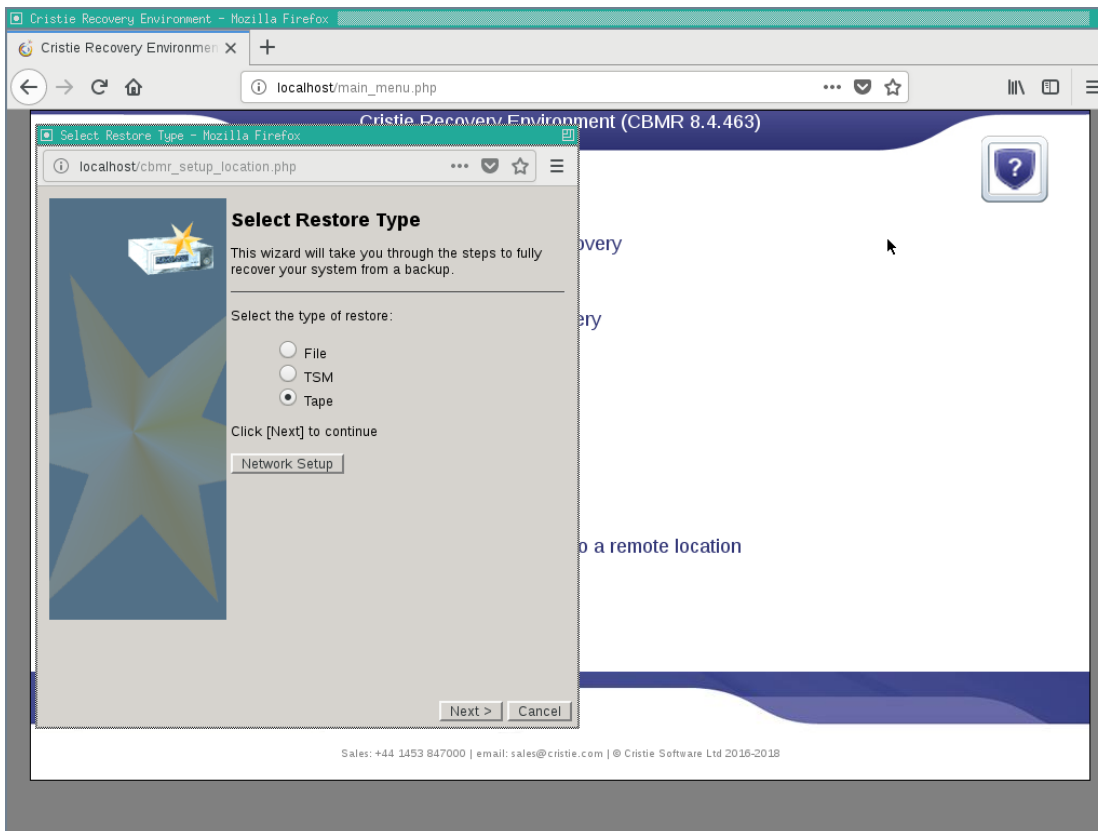 Cristie Recovery Environment - Mozilla Firefox
Cristie Recovery Environmen
localhost/main_menu.php
Cristie Recovery Environment (CBMR 8.4.463)
Select Restore Type - Mozilla Firefox
localhost/cbmr_setup_location.php
?
Select Restore Type
This wizard will take you through the steps to fully
recover your system from a backup.
overy
ery
Select the type of restore:
File
TSM
Tape
Click [Next] to continue
Network Setup
o a remote location
Next >
Cancel
Sales: +44 1453 847000 | email: sales@cristie.com | © Cristie Software Ltd 2016-2018